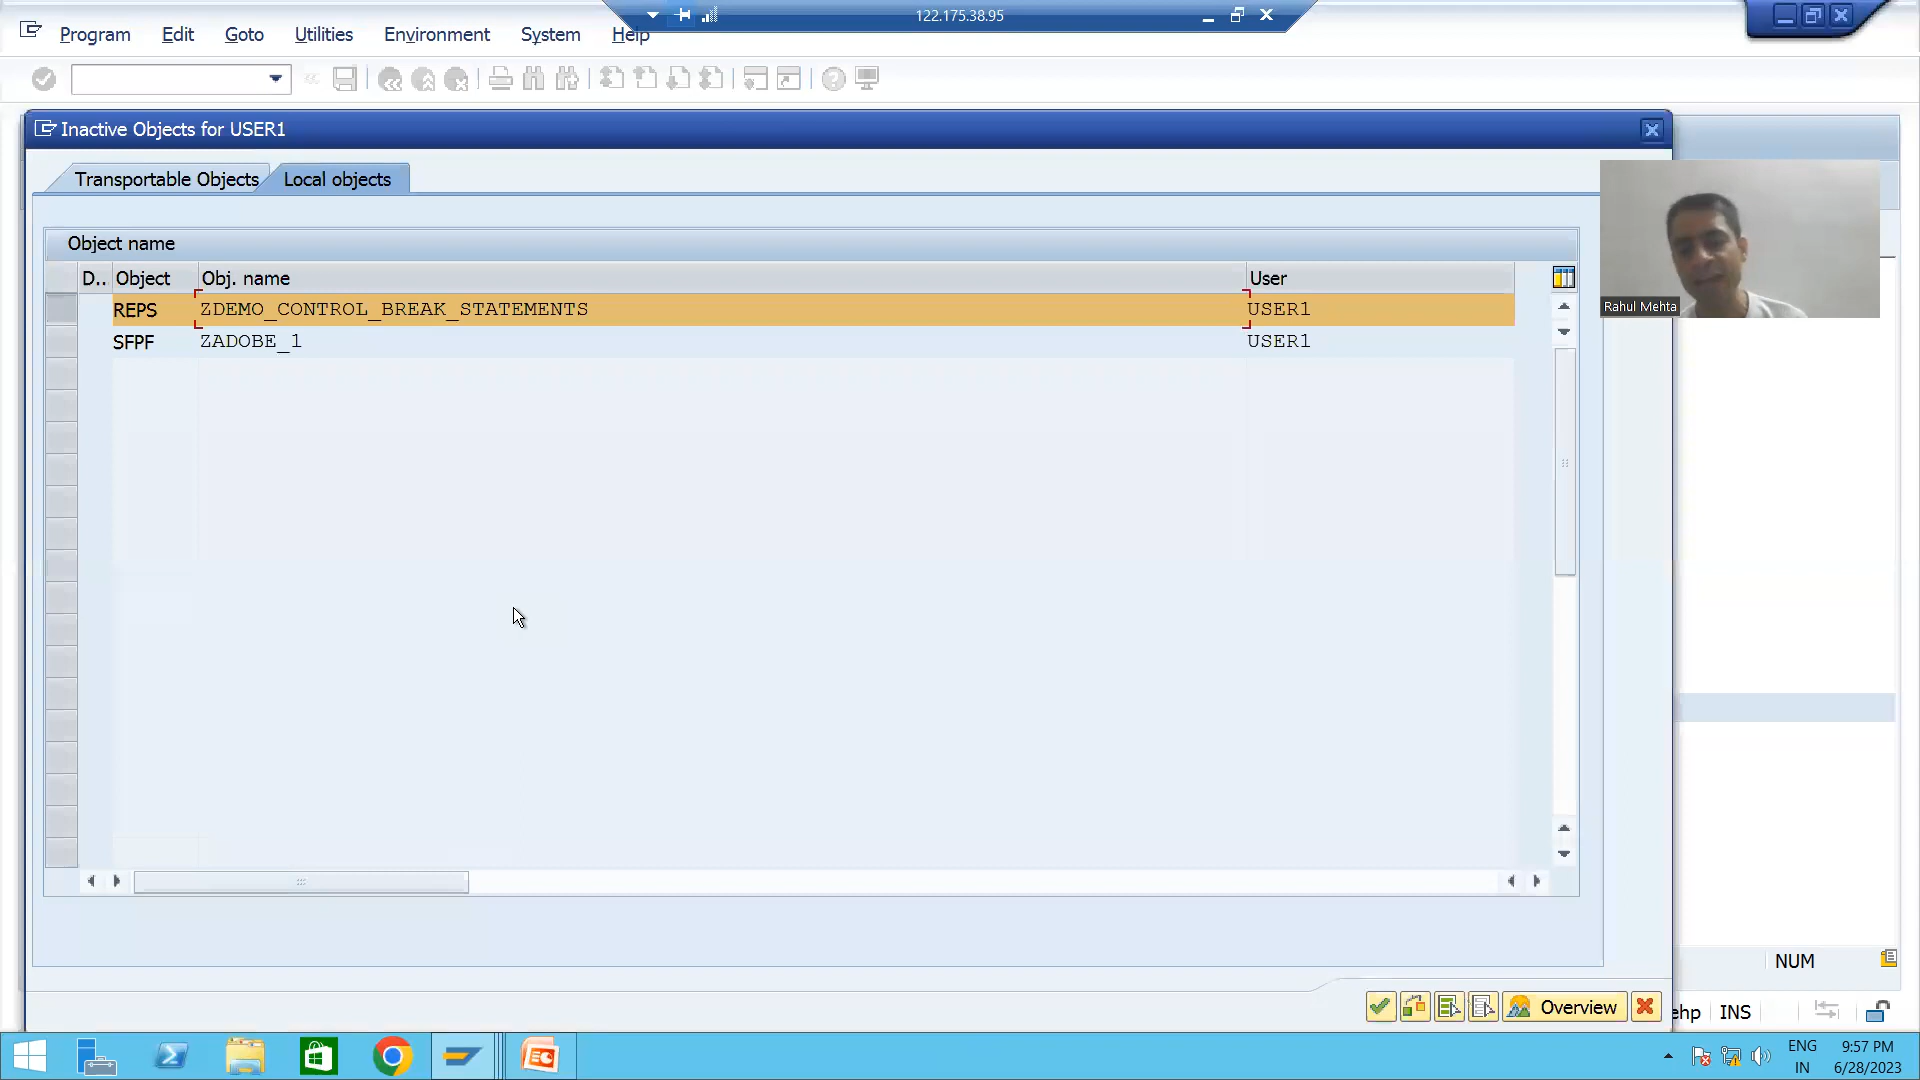 122.175.38.95
Program Edit Goto Utilities Environment System Help
Inactive Objects for USER1
Transportable Objects Local objects
Object name
D.. Object Obj. name User
REPS ZDEMO_CONTROL_BREAK_STATEMENTS USER1
SFPF ZADOBE_1 USER1
Rahul Mehta
NUM
Overview
ehp INS
ENG 9:57 PM
IN 6/28/2023